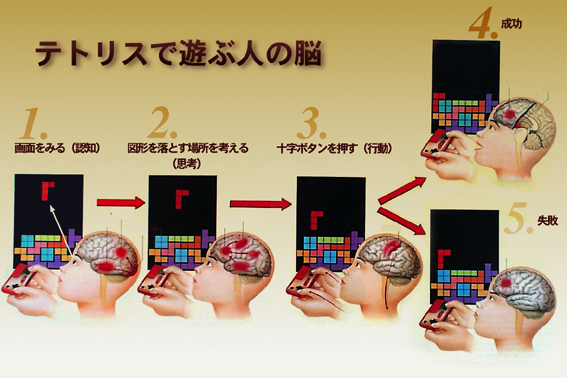 テトリスで遊ぶ人の脳
1.
画面をみる（認知）
2.
図形を落とす場所を考える
（思考）
3.
十字ボタンを押す（行動）
4.
成功
5.
失敗